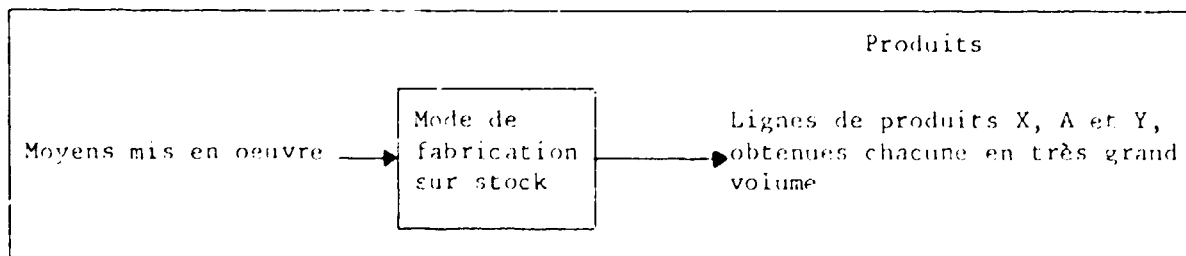 Produits
Moyens mis en oeuvre
Mode de
fabrication
sur stock
Lignes de produits X, A et Y,
obtenues chacune en très grand
volume